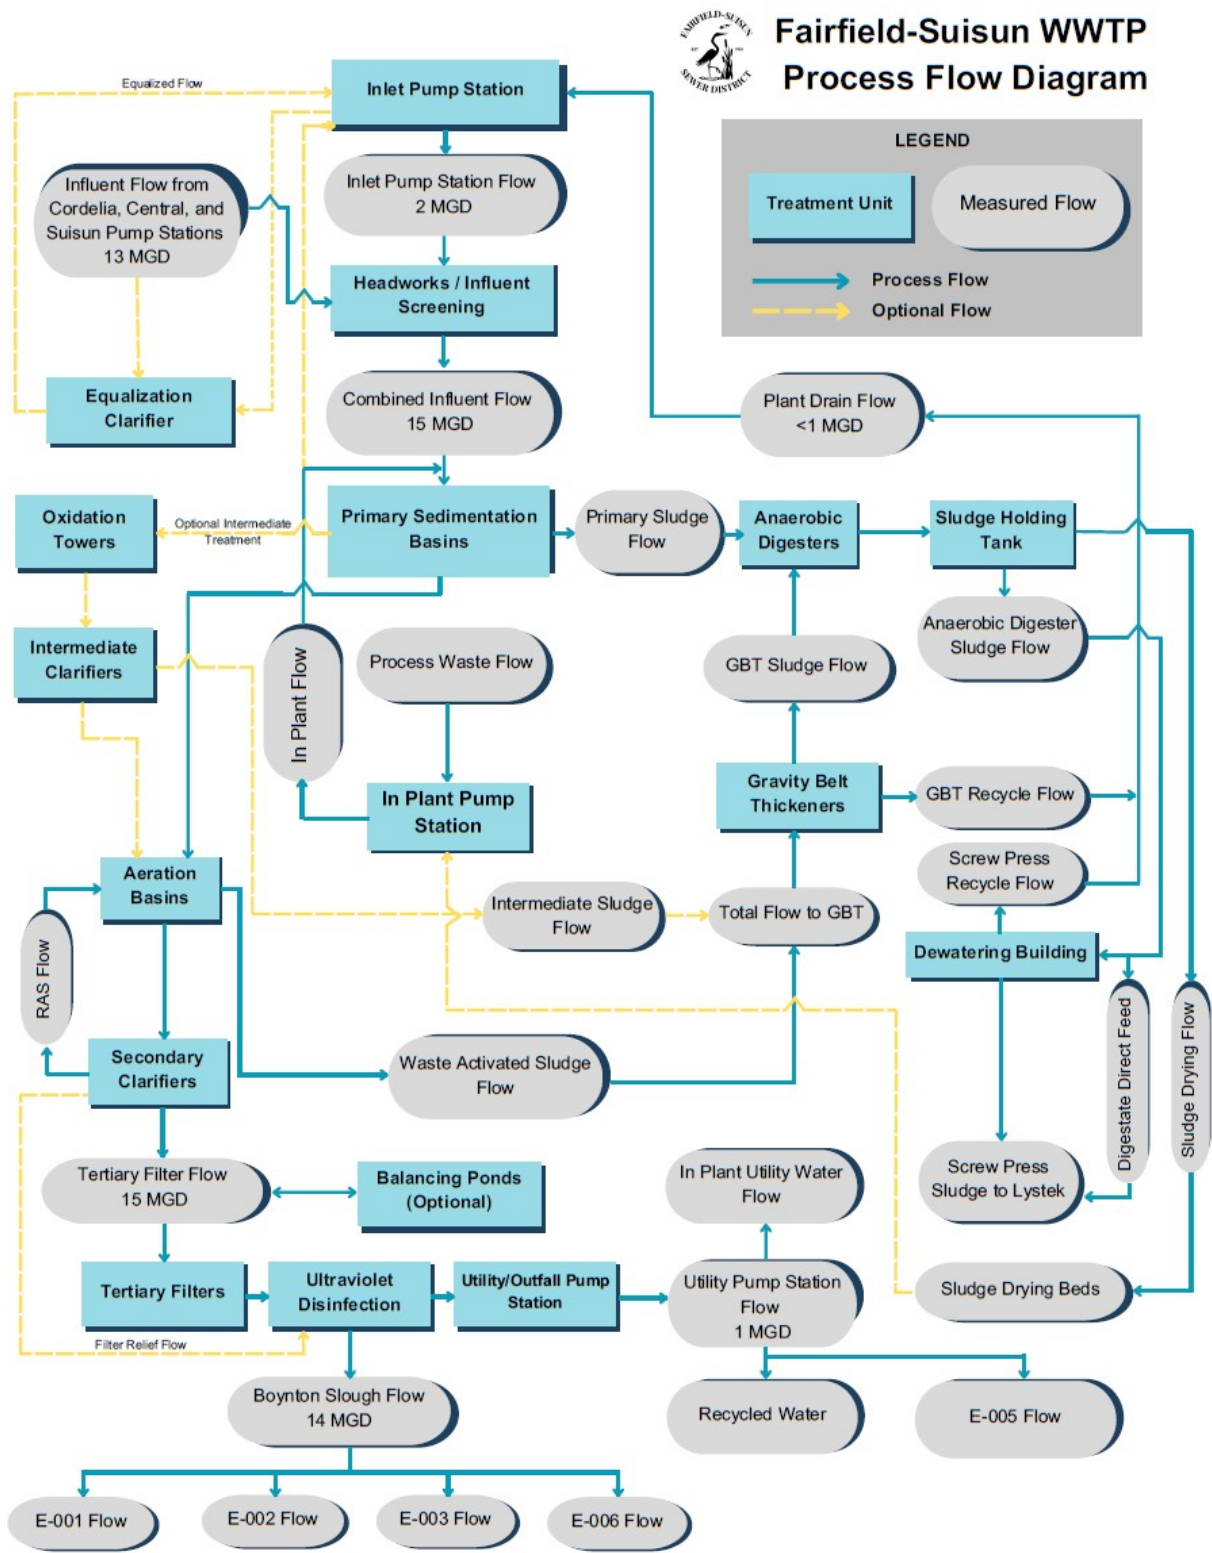 FAIRFIELD-SUISUN
SEWER DISTRICT
Fairfield-Suisun WWTP
Process Flow Diagram
LEGEND
Treatment Unit
Measured Flow
Process Flow
Optional Flow
Equalized Flow
Inlet Pump Station
Influent Flow from
Cordelia, Central, and
Suisun Pump Stations
13 MGD
Inlet Pump Station Flow
2 MGD
Headworks / Influent
Screening
Equalization
Clarifier
Combined Influent Flow
15 MGD
Plant Drain Flow
<1 MGD
Oxidation
Towers
Optional Intermediate
Treatment
Primary Sedimentation
Basins
Primary Sludge
Flow
Anaerobic
Digesters
Sludge Holding
Tank
Intermediate
Clarifiers
In Plant Flow
Process Waste Flow
GBT Sludge Flow
Anaerobic Digester
Sludge Flow
In Plant Pump
Station
Gravity Belt
Thickeners
GBT Recycle Flow
Aeration
Basins
Screw Press
Recycle Flow
Intermediate Sludge
Flow
Total Flow to GBT
Dewatering Building
RAS Flow
Secondary
Clarifiers
Waste Activated Sludge
Flow
Digestate Direct Feed
Sludge Drying Flow
Tertiary Filter Flow
15 MGD
Balancing Ponds
(Optional)
In Plant Utility Water
Flow
Screw Press
Sludge to Lystek
Tertiary Filters
Ultraviolet
Disinfection
Utility/Outfall Pump
Station
Utility Pump Station
Flow
1 MGD
Sludge Drying Beds
Filter Relief Flow
Boynton Slough Flow
14 MGD
Recycled Water
E-005 Flow
E-001 Flow
E-002 Flow
E-003 Flow
E-006 Flow